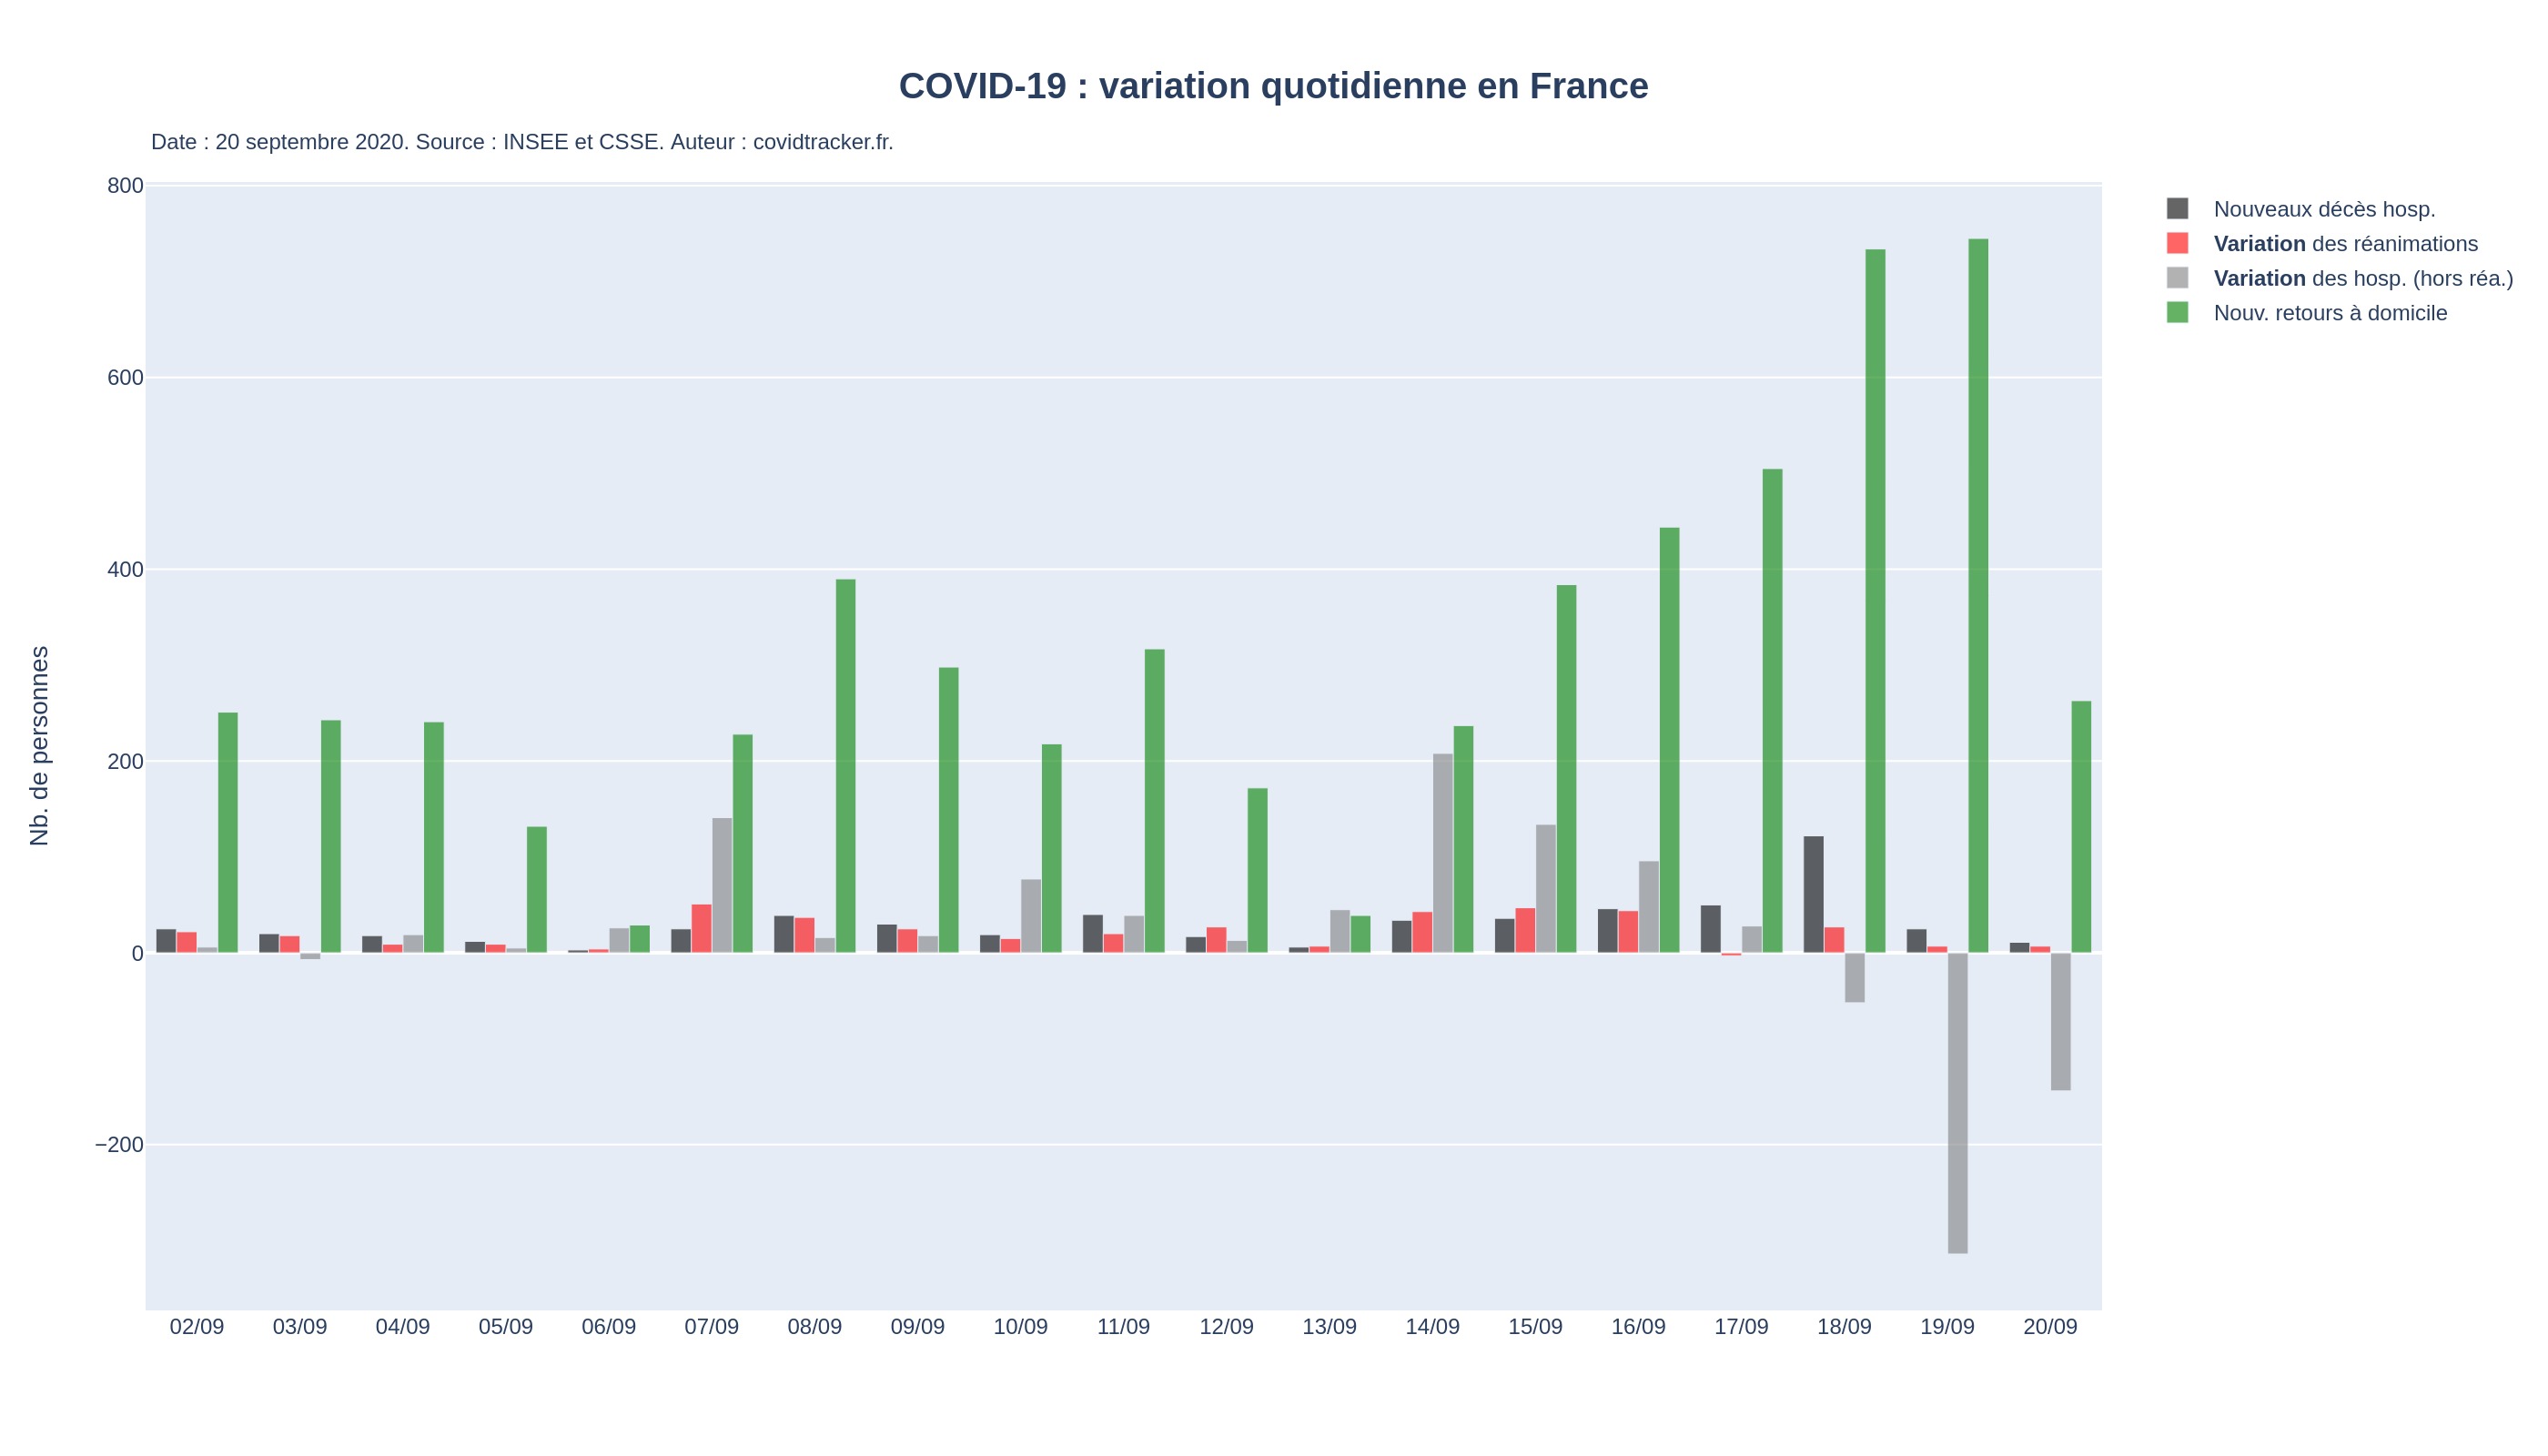 COVID-19 : variation quotidienne en France
Date : 20 septembre 2020. Source : INSEE et CSSE. Auteur : covidtracker.fr.
Nb. de personnes
800
600
400
200
0
−200
02/09 03/09 04/09 05/09 06/09 07/09 08/09 09/09 10/09 11/09 12/09 13/09 14/09 15/09 16/09 17/09 18/09 19/09 20/09
Nouveaux décès hosp.
Variation des réanimations
Variation des hosp. (hors réa.)
Nouv. retours à domicile